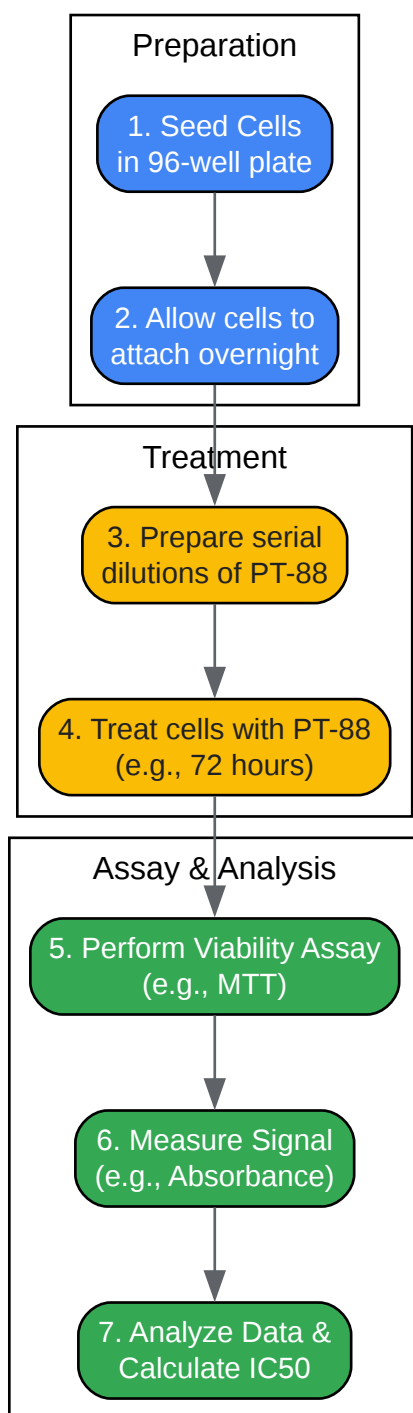 Preparation
1. Seed Cells
in 96-well plate
2. Allow cells to
attach overnight
Treatment
3. Prepare serial
dilutions of PT-88
4. Treat cells with PT-88
(e.g., 72 hours)
Assay & Analysis
5. Perform Viability Assay
(e.g., MTT)
6. Measure Signal
(e.g., Absorbance)
7. Analyze Data &
Calculate IC50